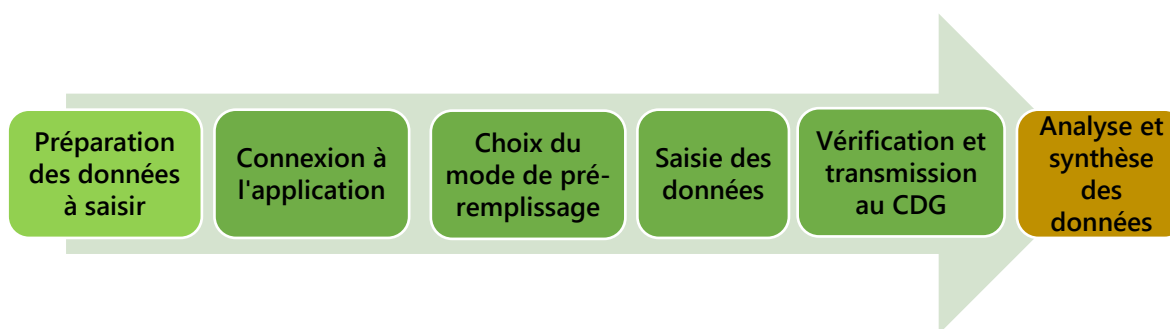 Préparation
des données
à saisir
Connexion à
l'application
Choix du
mode de pré-
remplissage
Saisie des
données
Vérification et
transmission
au CDG
Analyse et
synthèse
des
données